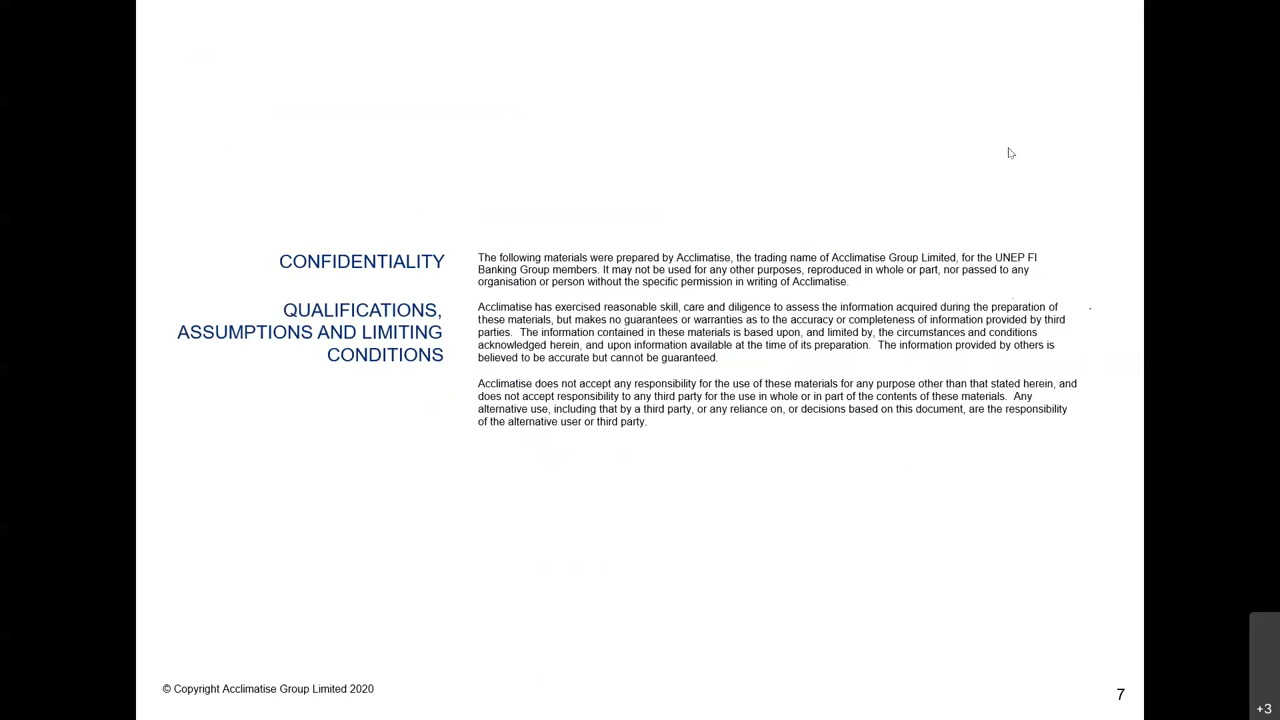 CONFIDENTIALITY
The following materials were prepared by Acclimatise, the trading name of Acclimatise Group Limited, for the UNEP FI
Banking Group members. It may not be used for any other purposes, reproduced in whole or part, nor passed to any
organisation or person without the specific permission in writing of Acclimatise.
QUALIFICATIONS,
ASSUMPTIONS AND LIMITING
CONDITIONS
Acclimatise has exercised reasonable skill, care and diligence to assess the information acquired during the preparation of
these materials, but makes no guarantees or warranties as to the accuracy or completeness of information provided by third
parties. The information contained in these materials is based upon, and limited by, the circumstances and conditions
acknowledged herein, and upon information available at the time of its preparation. The information provided by others is
believed to be accurate but cannot be guaranteed.
Acclimatise does not accept any responsibility for the use of these materials for any purpose other than that stated herein, and
does not accept responsibility to any third party for the use in whole or in part of the contents of these materials. Any
alternative use, including that by a third party, or any reliance on, or decisions based on this document, are the responsibility
of the alternative user or third party.
© Copyright Acclimatise Group Limited 2020
7
+3